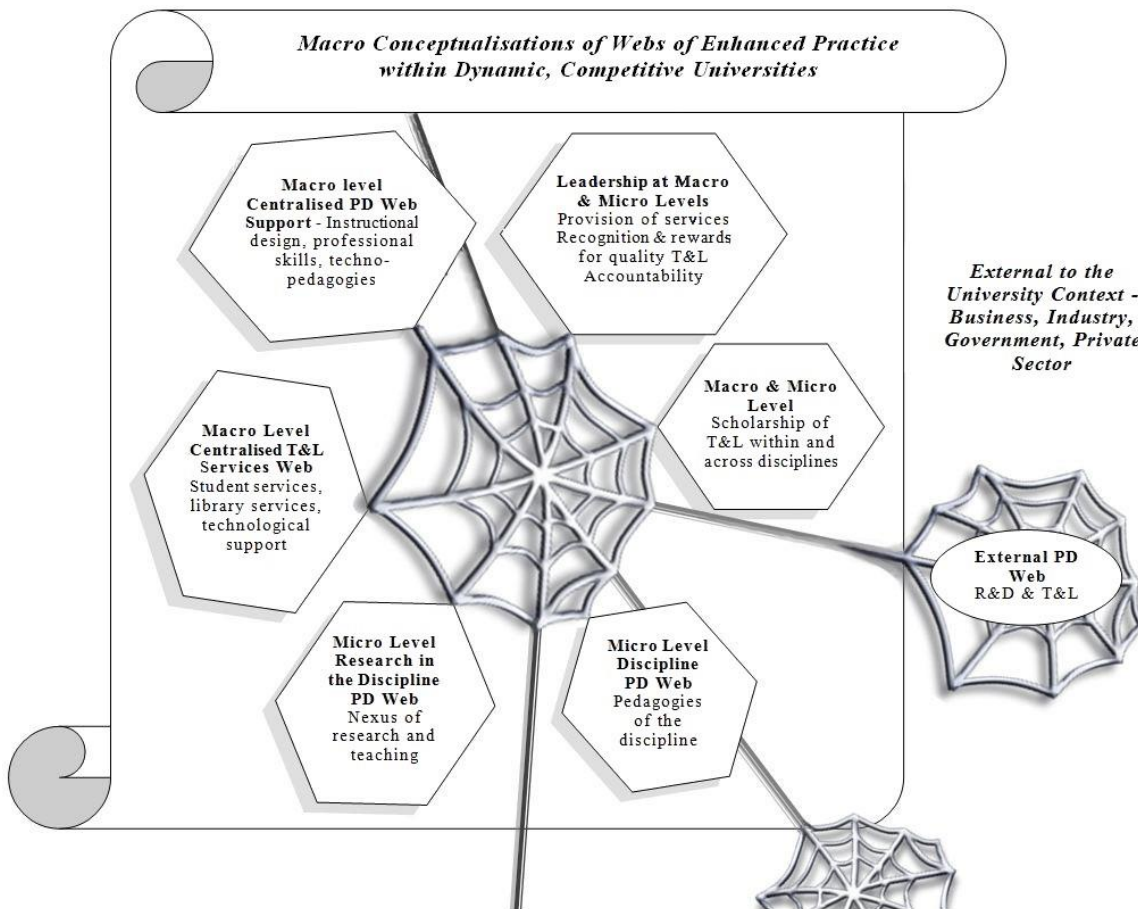 Macro Conceptualisations of Webs of Enhanced Practice
within Dynamic, Competitive Universities
Macro level
Centralised PD Web
Support - Instructional
design, professional
skills, techno-
pedagogies
Leadership at Macro
& Micro Levels
Provision of services
Recognition & rewards
for quality T&L
Accountability
External to the
University Context -
Business, Industry,
Government, Private
Sector
Macro & Micro
Level
Scholarship of
T&L within and
across disciplines
Macro Level
Centralised T&L
Services Web
Student services,
library services,
technological
support
External PD
Web
R&D & T&L
Micro Level
Research in
the Discipline
PD Web
Nexus of
research and
teaching
Micro Level
Discipline
PD Web
Pedagogies
of the
discipline